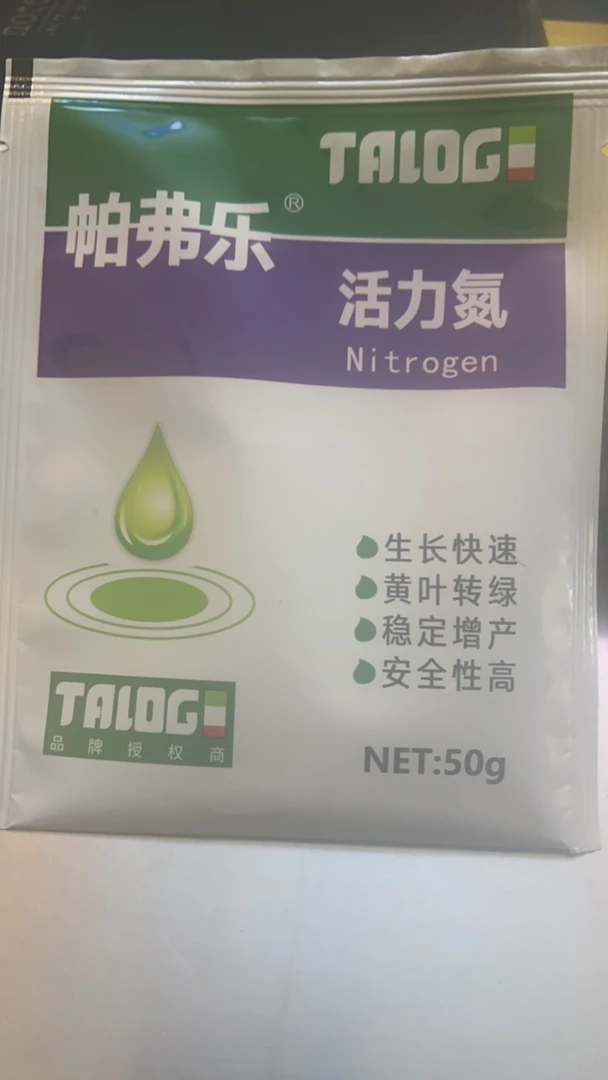 TALOG
帕弗乐®
活力氮
Nitrogen
生长快速
黄叶转绿
稳定增产
安全性高
TALOG
品牌授权商
NET:50g